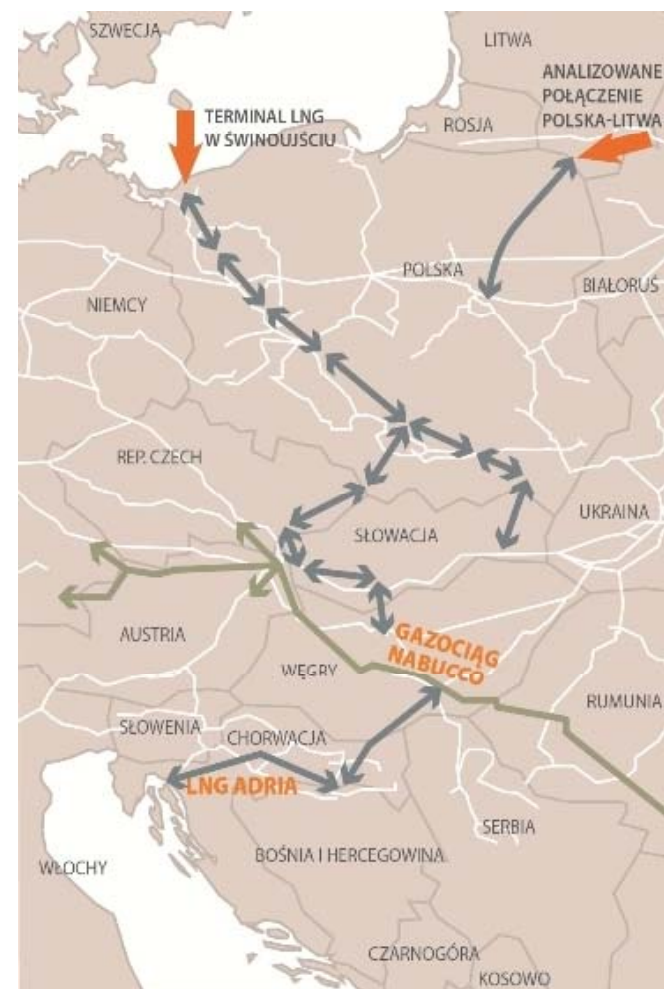 SZWECJA
LITWA
ANALIZOWANE
POŁĄCZENIE
POLSKA-LITWA
TERMINAL LNG
W ŚWINOUJŚCIU
ROSJA
POLSKA
BIAŁORUŚ
NIEMCY
REP. CZECH
UKRAINA
SŁOWACJA
AUSTRIA
GAZOCIĄG
NABUCCO
WĘGRY
RUMUNIA
SŁOWENIA
CHORWACJA
LNG ADRIA
SERBIA
BOŚNIA I HERCEGOWINA
WŁOCHY
CZARNOGÓRA
KOSOWO